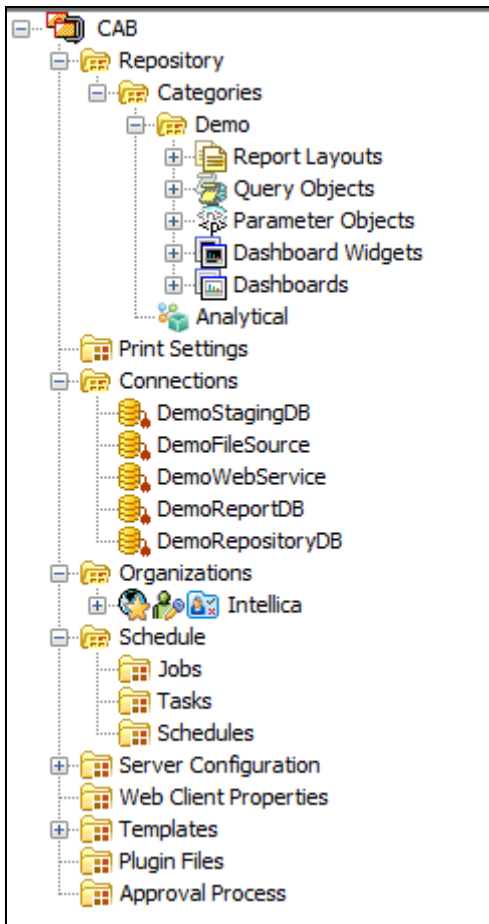 CAB
Repository
Categories
Demo
Report Layouts
Query Objects
Parameter Objects
Dashboard Widgets
Dashboards
Analytical
Print Settings
Connections
DemoStagingDB
DemoFileSource
DemoWebService
DemoReportDB
DemoRepositoryDB
Organizations
Intellica
Schedule
Jobs
Tasks
Schedules
Server Configuration
Web Client Properties
Templates
Plugin Files
Approval Process